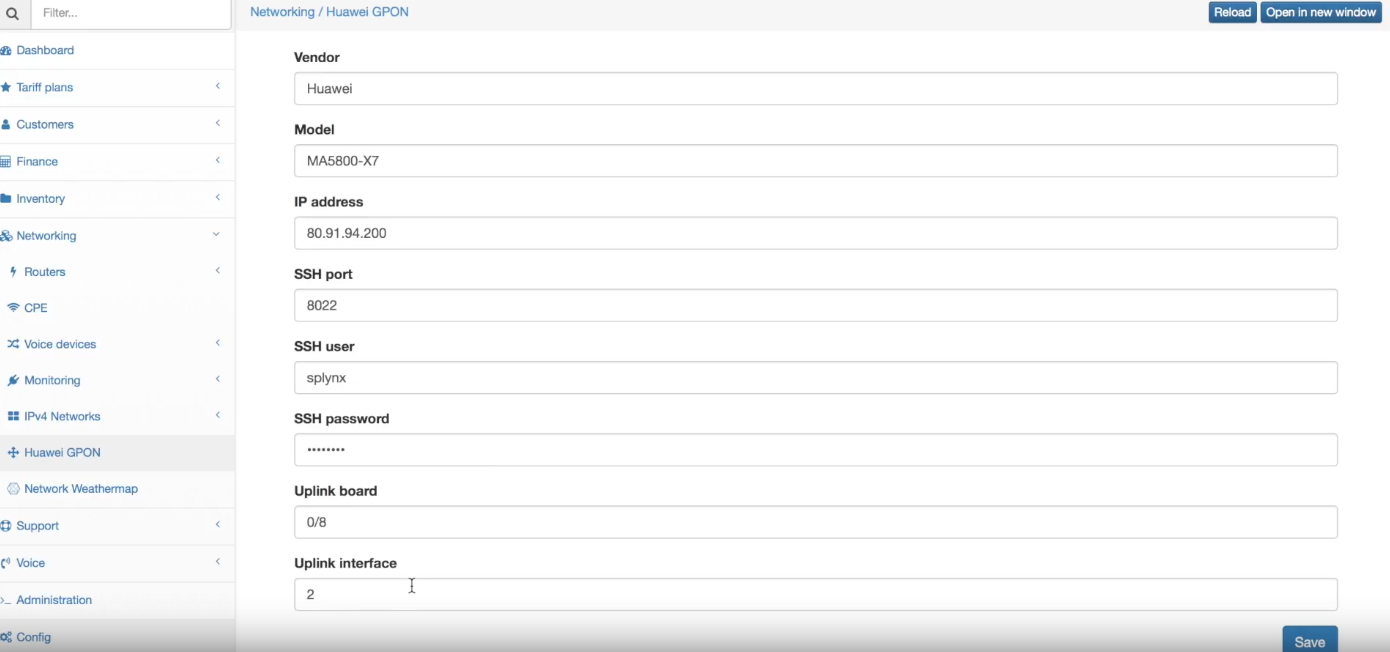 Filter...
Networking / Huawei GPON
Reload
Open in new window
Dashboard
Tariff plans
Customers
Finance
Inventory
Networking
Routers
CPE
Voice devices
Monitoring
IPv4 Networks
Huawei GPON
Network Weathermap
Support
Voice
Administration
Config
Vendor
Huawei
Model
MA5800-X7
IP address
80.91.94.200
SSH port
8022
SSH user
splynx
SSH password
••••••••
Uplink board
0/8
Uplink interface
2
Save